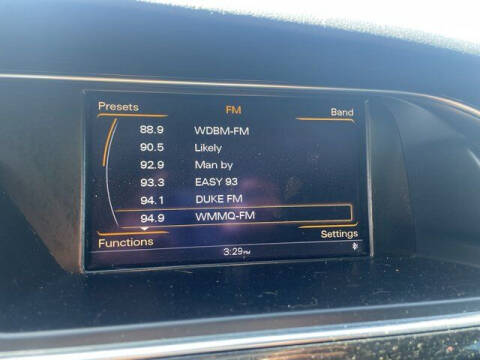 Presets FM Band
88.9 WDBM-FM
90.5 Likely
92.9 Man by
93.3 EASY 93
94.1 DUKE FM
94.9 WMMQ-FM
Functions Settings
3:29PM